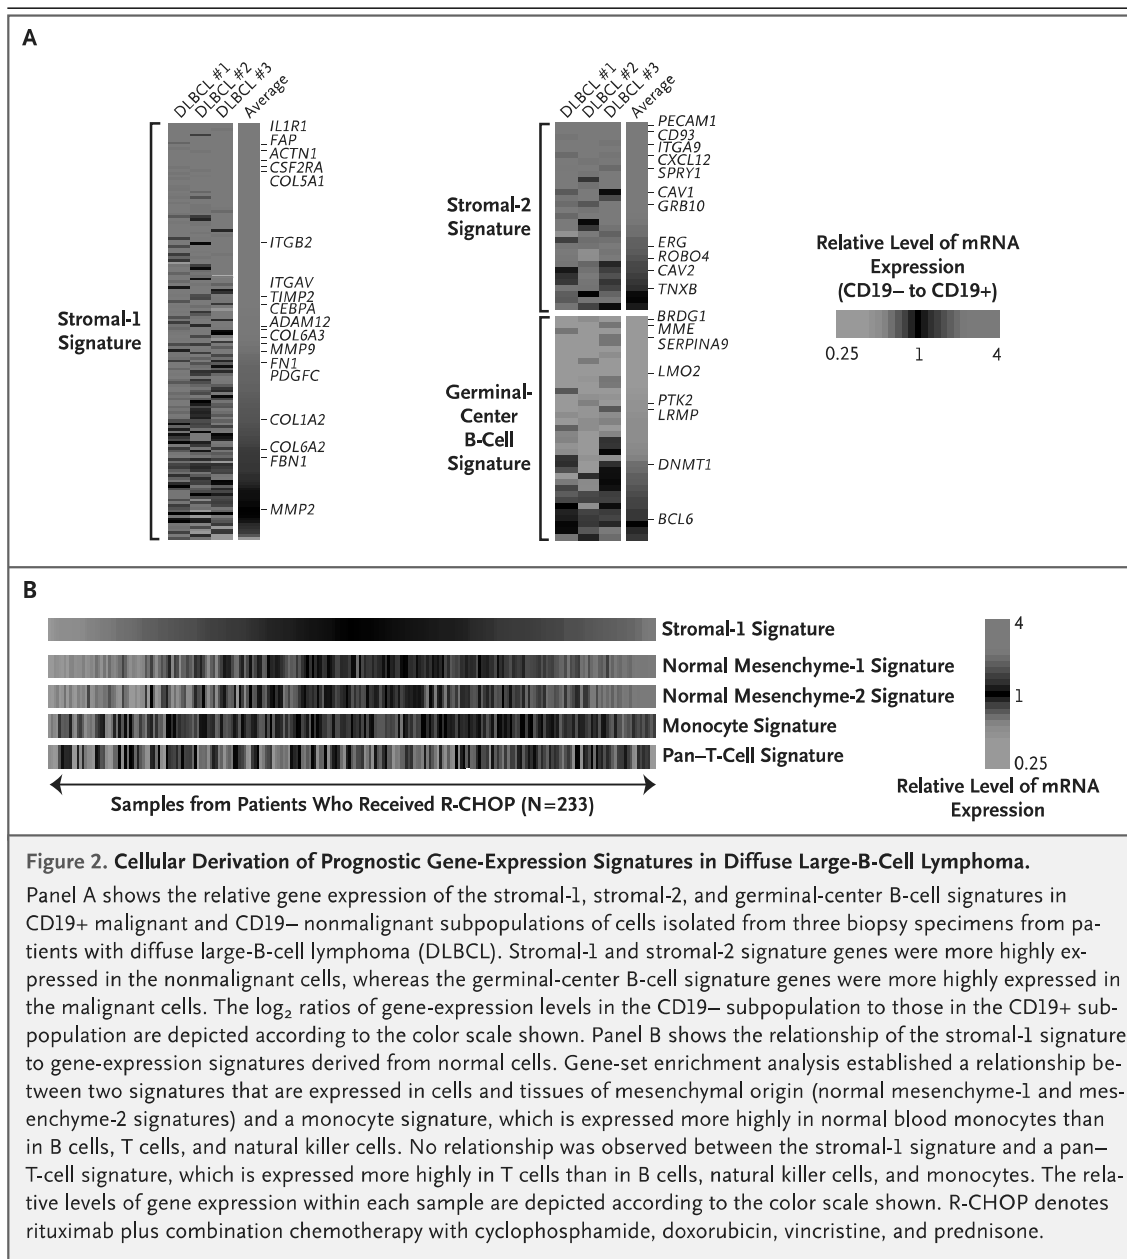 A
DLBCL #1
DLBCL #2
DLBCL #3
Average
IL1R1
FAP
ACTN1
CSF2RA
COL5A1
ITGB2
ITGAV
TIMP2
CEBPA
ADAM12
COL6A3
MMP9
FN1
PDGFC
COL1A2
COL6A2
FBN1
MMP2
Stromal-1
Signature
DLBCL #1
DLBCL #2
DLBCL #3
Average
PECAM1
CD93
ITGA9
CXCL12
SPRY1
CAV1
GRB10
ERG
ROBO4
CAV2
TNXB
Stromal-2
Signature
BRDG1
MME
SERPINA9
LMO2
PTK2
LRMP
DNMT1
BCL6
Germinal-
Center
B-Cell
Signature
Relative Level of mRNA
Expression
(CD19– to CD19+)
0.25 1 4
B
Stromal-1 Signature
Normal Mesenchyme-1 Signature
Normal Mesenchyme-2 Signature
Monocyte Signature
Pan–T-Cell Signature
Samples from Patients Who Received R-CHOP (N=233)
4
1
0.25
Relative Level of mRNA
Expression
Figure 2. Cellular Derivation of Prognostic Gene-Expression Signatures in Diffuse Large-B-Cell Lymphoma.
Panel A shows the relative gene expression of the stromal-1, stromal-2, and germinal-center B-cell signatures in
CD19+ malignant and CD19– nonmalignant subpopulations of cells isolated from three biopsy specimens from pa-
tients with diffuse large-B-cell lymphoma (DLBCL). Stromal-1 and stromal-2 signature genes were more highly ex-
pressed in the nonmalignant cells, whereas the germinal-center B-cell signature genes were more highly expressed in
the malignant cells. The log₂ ratios of gene-expression levels in the CD19– subpopulation to those in the CD19+ sub-
population are depicted according to the color scale shown. Panel B shows the relationship of the stromal-1 signature
to gene-expression signatures derived from normal cells. Gene-set enrichment analysis established a relationship be-
tween two signatures that are expressed in cells and tissues of mesenchymal origin (normal mesenchyme-1 and mes-
enchyme-2 signatures) and a monocyte signature, which is expressed more highly in normal blood monocytes than
in B cells, T cells, and natural killer cells. No relationship was observed between the stromal-1 signature and a pan–
T-cell signature, which is expressed more highly in T cells than in B cells, natural killer cells, and monocytes. The rela-
tive levels of gene expression within each sample are depicted according to the color scale shown. R-CHOP denotes
rituximab plus combination chemotherapy with cyclophosphamide, doxorubicin, vincristine, and prednisone.